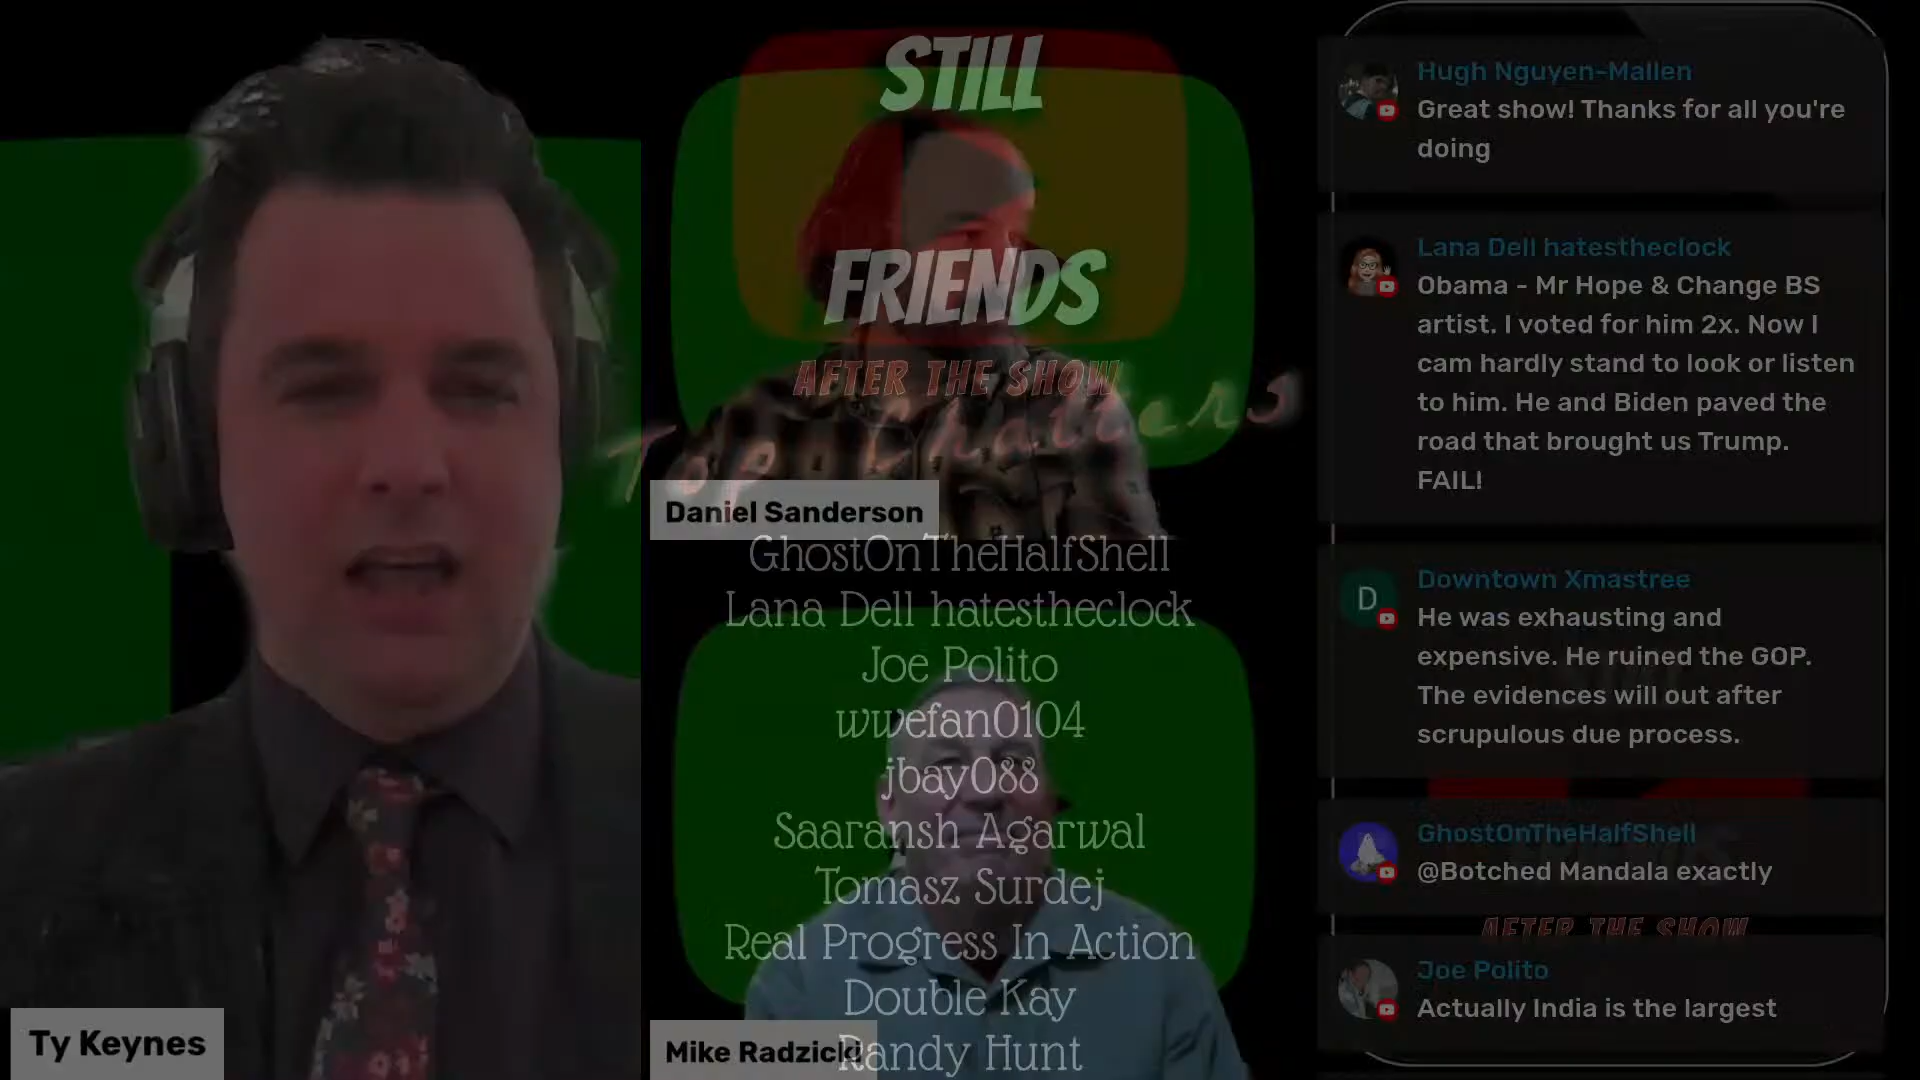 STILL
FRIENDS
AFTER THE SHOW
Top Chatters
Daniel Sanderson
GhostOnTheHalfShell
Lana Dell hatestheclock
Joe Polito
wwefan0104
jbay088
Saaransh Agarwal
Tomasz Surdej
Real Progress In Action
Double Kay
Randy Hunt
Ty Keynes
Mike Radzicki
Hugh Nguyen-Mallen
Great show! Thanks for all you're
doing
Lana Dell hatestheclock
Obama - Mr Hope & Change BS
artist. I voted for him 2x. Now I
cam hardly stand to look or listen
to him. He and Biden paved the
road that brought us Trump.
FAIL!
Downtown Xmastree
D
He was exhausting and
expensive. He ruined the GOP.
The evidences will out after
scrupulous due process.
GhostOnTheHalfShell
@Botched Mandala exactly
AFTER THE SHOW
Joe Polito
Actually India is the largest